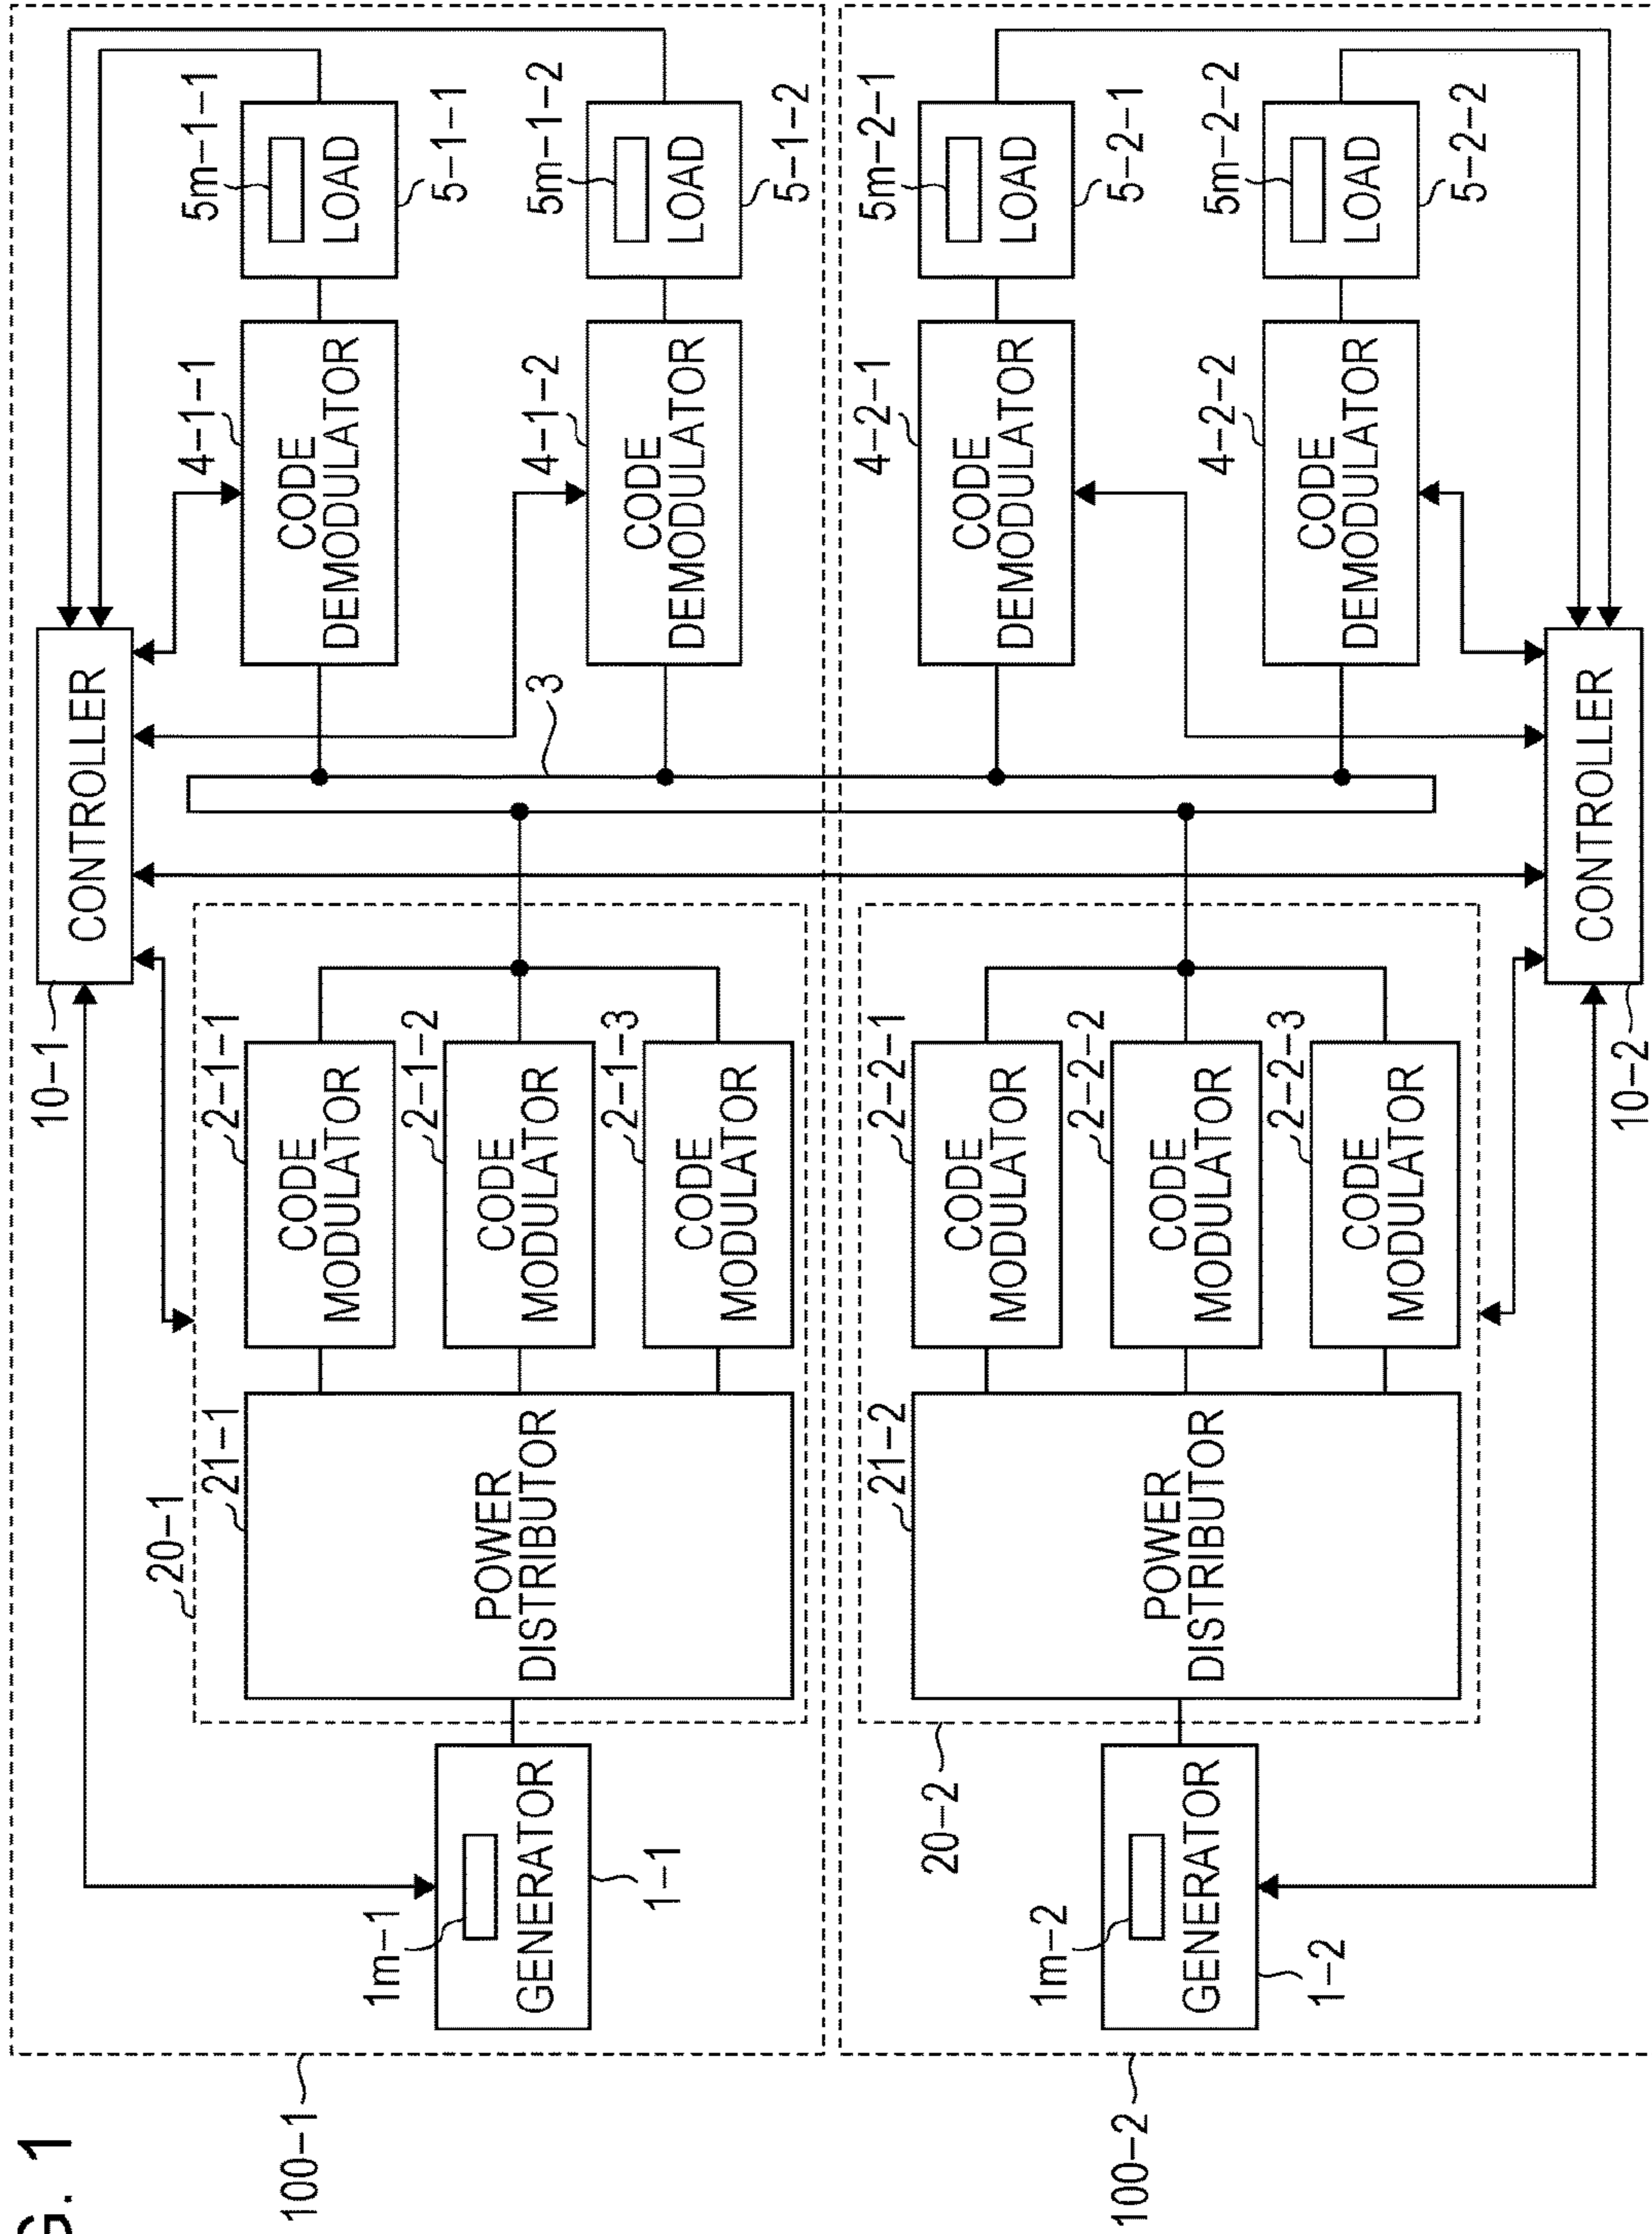 G. 1
100-1
10-1
CONTROLLER
20-1
1m-1
GENERATOR
1-1
21-1
POWER
DISTRIBUTOR
2-1-1
CODE
MODULATOR
2-1-2
CODE
MODULATOR
2-1-3
CODE
MODULATOR
3
4-1-1
CODE
DEMODULATOR
5m-1-1
LOAD
5-1-1
4-1-2
CODE
DEMODULATOR
5m-1-2
LOAD
5-1-2
100-2
1m-2
GENERATOR
1-2
20-2
21-2
POWER
DISTRIBUTOR
2-2-1
CODE
MODULATOR
2-2-2
CODE
MODULATOR
2-2-3
CODE
MODULATOR
4-2-1
CODE
DEMODULATOR
5m-2-1
LOAD
5-2-1
4-2-2
CODE
DEMODULATOR
5m-2-2
LOAD
5-2-2
10-2
CONTROLLER